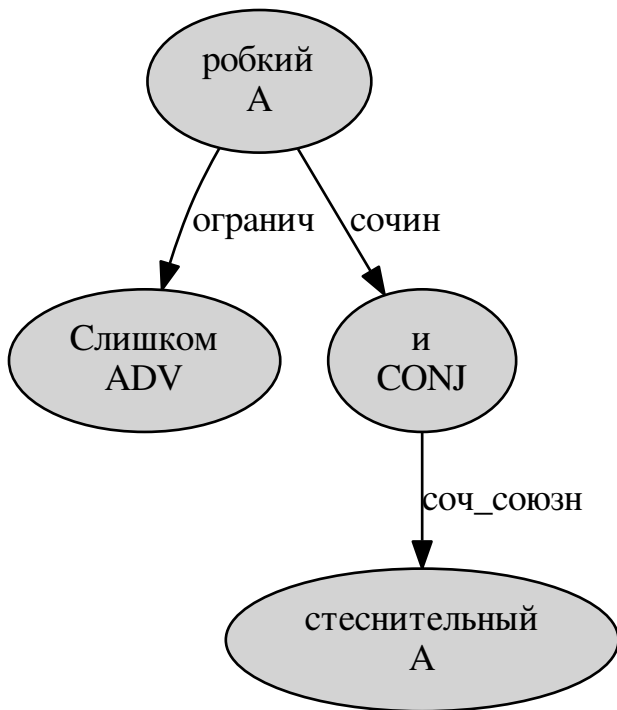 робкий
A
огранич
сочин
Слишком
ADV
и
CONJ
соч_союзн
стеснительный
A